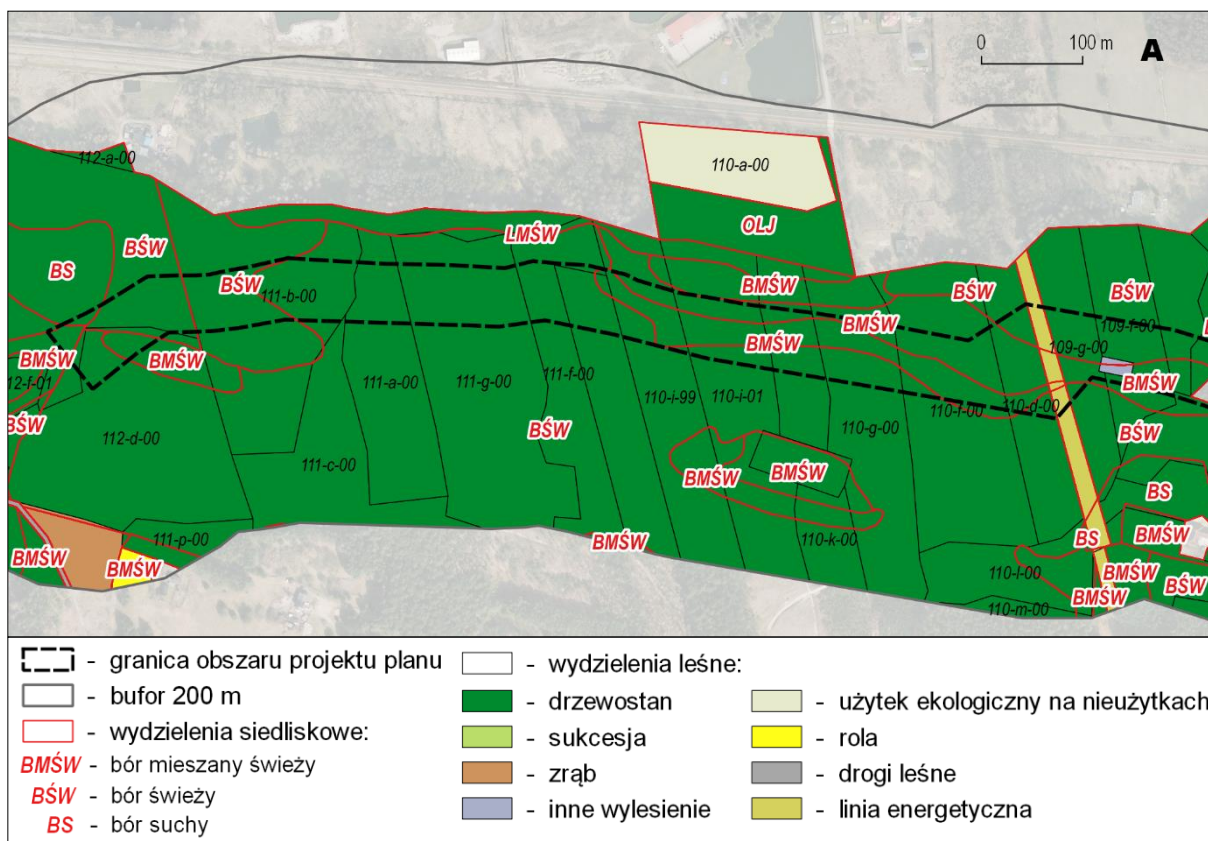 0 100 m A
112-a-00
110-a-00
LMŚW
OLJ
BŚW
BS
BŚW
111-b-00
BMŚW
BŚW
BŚW
109-f-00
BMŚW
109-g-00
BMŚW
BMŚW
BMŚW
BMŚW
12-f-01
111-a-00
111-g-00
111-f-00
110-i-99
110-i-01
110-f-00
110-d-00
BŚW
112-d-00
BŚW
110-g-00
BŚW
111-c-00
BMŚW
BMŚW
BS
111-p-00
BMŚW
110-k-00
BS
BMŚW
BMŚW
BMŚW
110-l-00
BMŚW
BŚW
110-m-00
BMŚW
- granica obszaru projektu planu
- bufor 200 m
- wydzielenia siedliskowe:
BMŚW - bór mieszany świeży
BŚW - bór świeży
BS - bór suchy
- wydzielenia leśne:
- drzewostan
- sukcesja
- zrąb
- inne wylesienie
- użytek ekologiczny na nieużytkach
- rola
- drogi leśne
- linia energetyczna